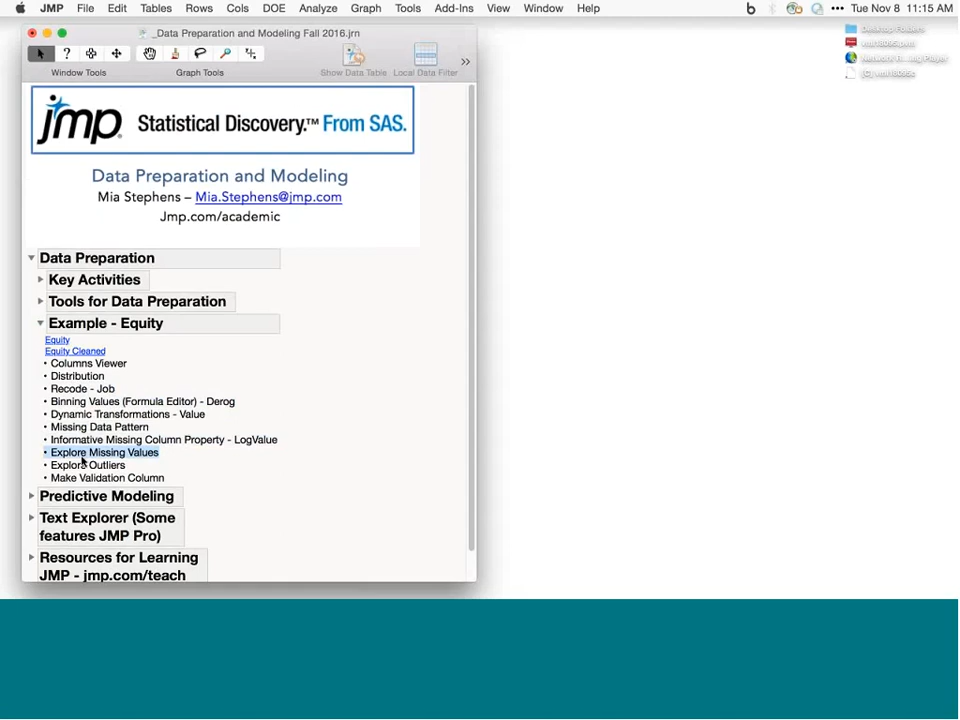 JMP File Edit Tables Rows Cols DOE Analyze Graph Tools Add-Ins View Window Help Tue Nov 8 11:15 AM
_Data Preparation and Modeling Fall 2016.jrn
Window Tools Graph Tools Show Data Table Local Data Filter
Desktop Folders
jmp Statistical Discovery.™ From SAS.
Data Preparation and Modeling
Mia Stephens – Mia.Stephens@jmp.com
Jmp.com/academic
Data Preparation
Key Activities
Tools for Data Preparation
Example - Equity
Equity
Equity Cleaned
• Columns Viewer
• Distribution
• Recode - Job
• Binning Values (Formula Editor) - Derog
• Dynamic Transformations - Value
• Missing Data Pattern
• Informative Missing Column Property - LogValue
• Explore Missing Values
• Explore Outliers
• Make Validation Column
Predictive Modeling
Text Explorer (Some
features JMP Pro)
Resources for Learning
JMP - jmp.com/teach